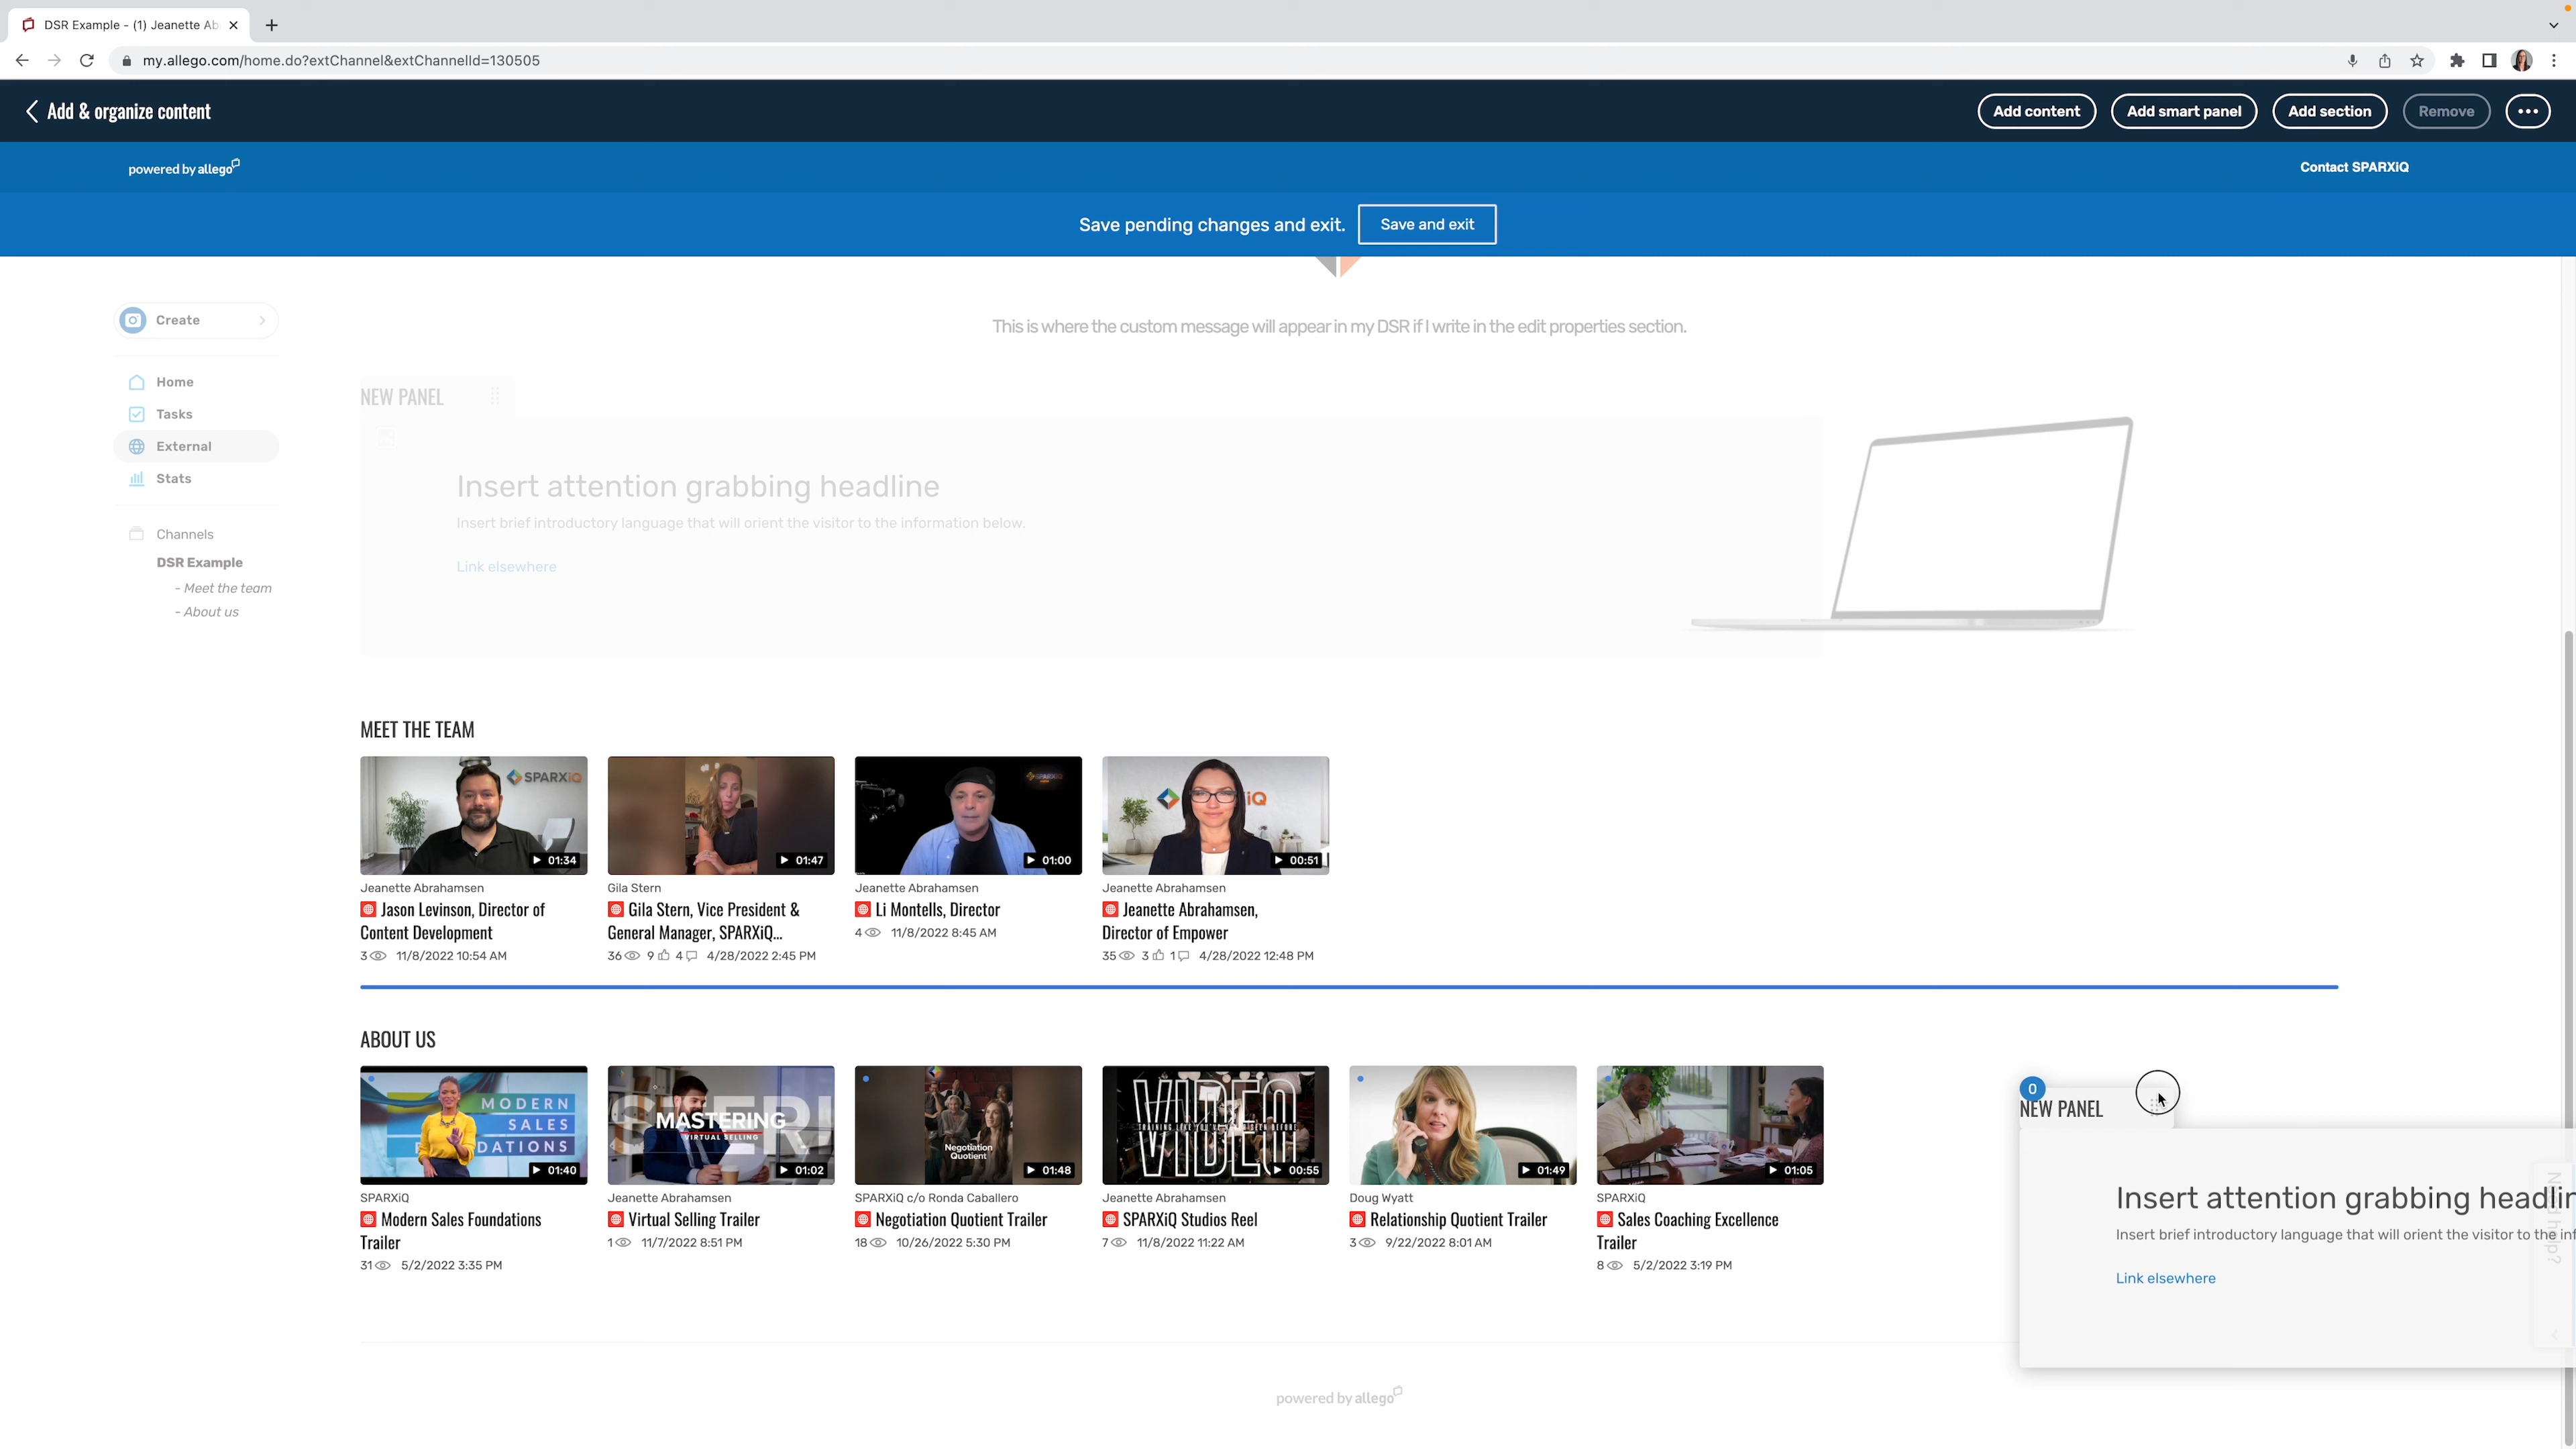 DSR Example - (1) Jeanette Ab
my.allego.com/home.do?extChannel&extChannelId=130505
Add & organize content
Add content
Add smart panel
Add section
Remove
powered by allego
Contact SPARXiQ
Save pending changes and exit.
Save and exit
Create
This is where the custom message will appear in my DSR if I write in the edit properties section.
Home
Tasks
External
Stats
Channels
DSR Example
- Meet the team
- About us
NEW PANEL
Insert attention grabbing headline
Insert brief introductory language that will orient the visitor to the information below.
Link elsewhere
MEET THE TEAM
SPARXiQ
01:34
Jeanette Abrahamsen
Jason Levinson, Director of
Content Development
3 11/8/2022 10:54 AM
01:47
Gila Stern
Gila Stern, Vice President &
General Manager, SPARXiQ...
36 9 4 4/28/2022 2:45 PM
01:00
Jeanette Abrahamsen
Li Montells, Director
4 11/8/2022 8:45 AM
iQ
00:51
Jeanette Abrahamsen
Jeanette Abrahamsen,
Director of Empower
35 3 1 4/28/2022 12:48 PM
ABOUT US
MODERN
SALES
F NDATIONS
01:40
SPARXiQ
Modern Sales Foundations
Trailer
31 5/2/2022 3:35 PM
MASTERING
VIRTUAL SELLING
01:02
Jeanette Abrahamsen
Virtual Selling Trailer
1 11/7/2022 8:51 PM
Negotiation
Quotient
01:48
SPARXiQ c/o Ronda Caballero
Negotiation Quotient Trailer
18 10/26/2022 5:30 PM
VIDEO
00:55
Jeanette Abrahamsen
SPARXiQ Studios Reel
7 11/8/2022 11:22 AM
01:49
Doug Wyatt
Relationship Quotient Trailer
3 9/22/2022 8:01 AM
01:05
SPARXiQ
Sales Coaching Excellence
Trailer
8 5/2/2022 3:19 PM
0
NEW PANEL
Insert attention grabbing headlin
Insert brief introductory language that will orient the visitor to the inf
Link elsewhere
powered by allego